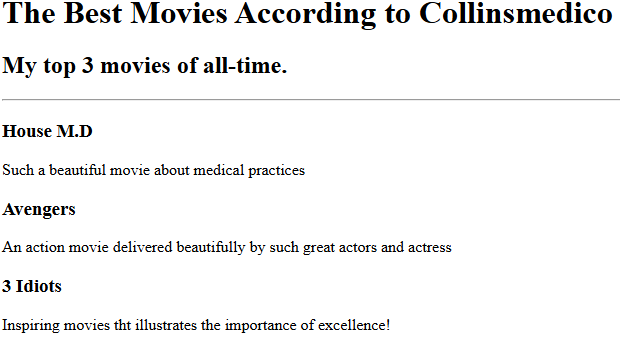 The Best Movies According to Collinsmedico
My top 3 movies of all-time.
House M.D
Such a beautiful movie about medical practices
Avengers
An action movie delivered beautifully by such great actors and actress
3 Idiots
Inspiring movies tht illustrates the importance of excellence!